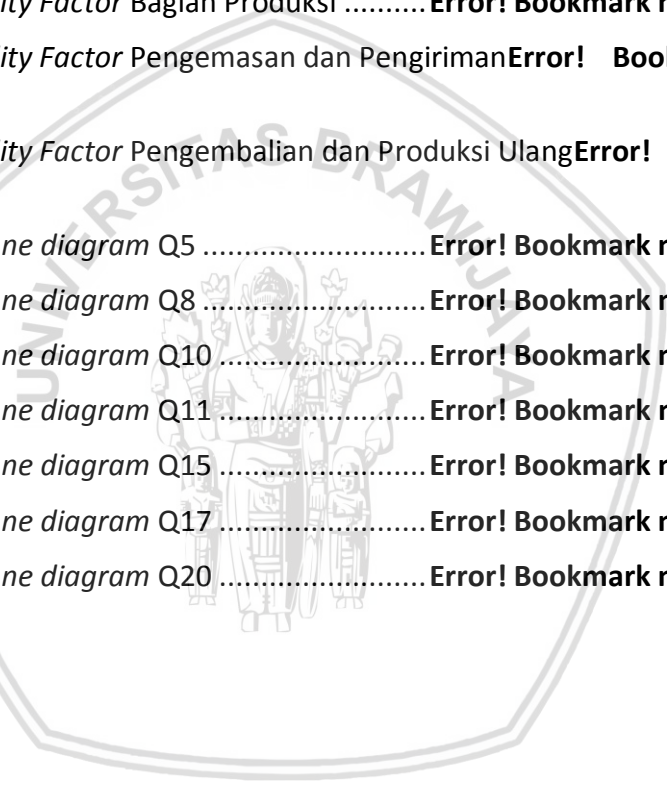 ity Factor Bagian Produksi ..........Error! Bookmark
ity Factor Pengemasan dan PengirimanError! Boo
ity Factor Pengembalian dan Produksi UlangError!
ne diagram Q5 ..........................Error! Bookmark
ne diagram Q8 ..........................Error! Bookmark
ne diagram Q10 ........................Error! Bookmark
ne diagram Q11 ........................Error! Bookmark
ne diagram Q15 ........................Error! Bookmark
ne diagram Q17 ........................Error! Bookmark
ne diagram Q20 ........................Error! Bookmark
UNIVERSITAS BRAWIJAYA